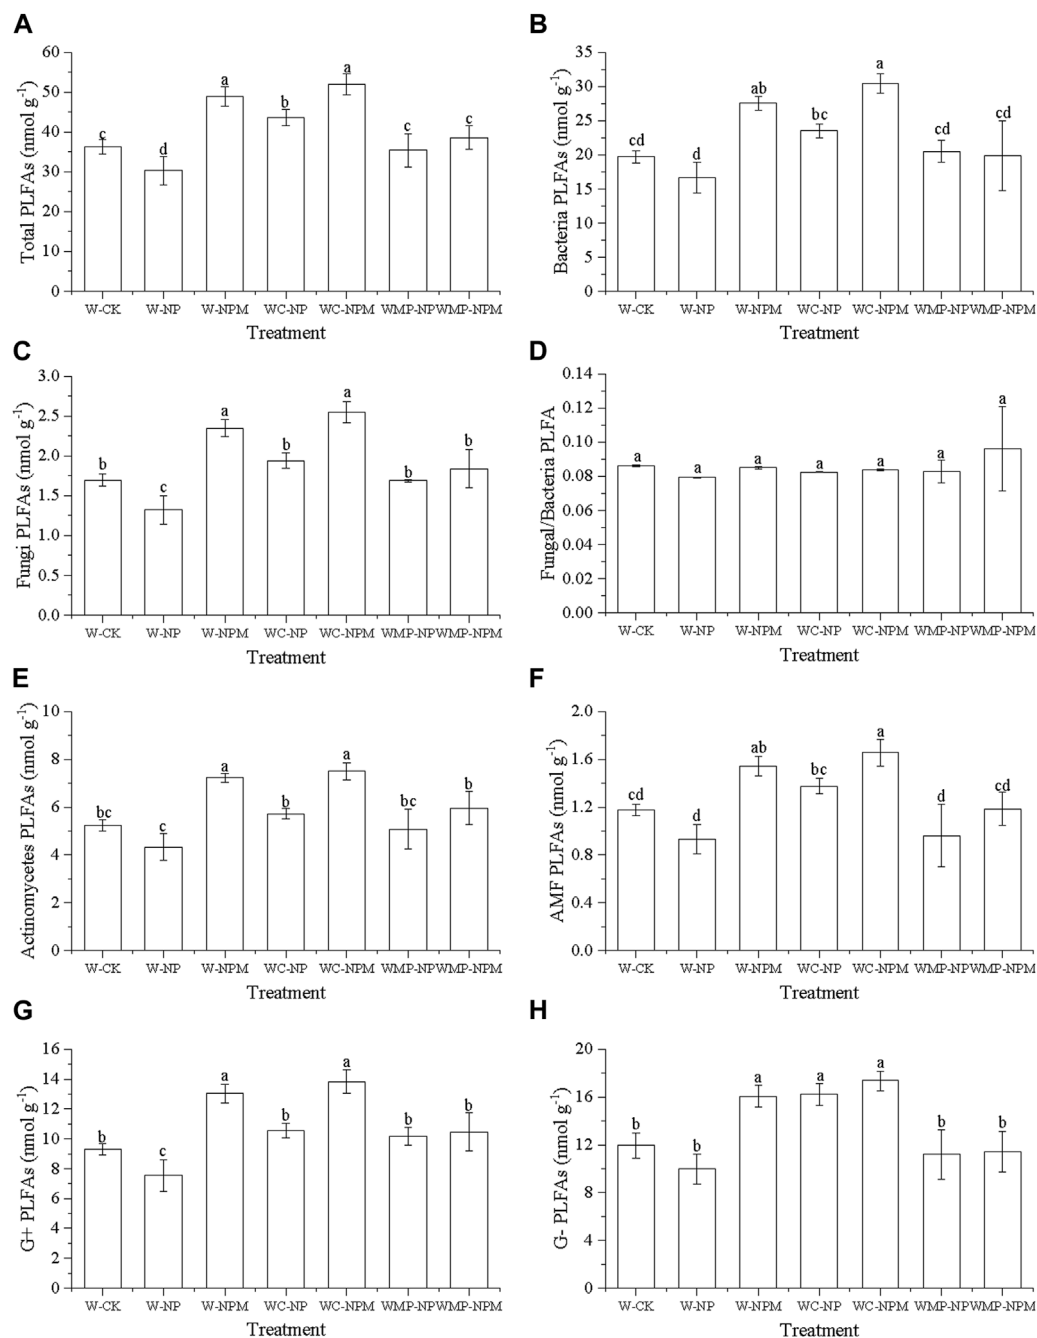 A
Total PLFAs (nmol g⁻¹)
60
50
40
30
20
10
0
c
d
a
b
a
c
c
W-CK W-NP W-NPM WC-NP WC-NPM WMP-NP WMP-NPM
Treatment
B
Bacteria PLFAs (nmol g⁻¹)
35
30
25
20
15
10
5
0
cd
d
ab
bc
a
cd
cd
W-CK W-NP W-NPM WC-NP WC-NPM WMP-NP WMP-NPM
Treatment
C
Fungi PLFAs (nmol g⁻¹)
3.0
2.5
2.0
1.5
1.0
0.5
0.0
b
c
a
b
a
b
b
W-CK W-NP W-NPM WC-NP WC-NPM WMP-NP WMP-NPM
Treatment
D
Fungal/Bacteria PLFA
0.14
0.12
0.10
0.08
0.06
0.04
0.02
0.00
a
a
a
a
a
a
a
W-CK W-NP W-NPM WC-NP WC-NPM WMP-NP WMP-NPM
Treatment
E
Actinomycetes PLFAs (nmol g⁻¹)
10
8
6
4
2
0
bc
c
a
b
a
bc
b
W-CK W-NP W-NPM WC-NP WC-NPM WMP-NP WMP-NPM
Treatment
F
AMF PLFAs (nmol g⁻¹)
2.0
1.6
1.2
0.8
0.4
0.0
cd
d
ab
bc
a
d
cd
W-CK W-NP W-NPM WC-NP WC-NPM WMP-NP WMP-NPM
Treatment
G
G+ PLFAs (nmol g⁻¹)
16
14
12
10
8
6
4
2
0
b
c
a
b
a
b
b
W-CK W-NP W-NPM WC-NP WC-NPM WMP-NP WMP-NPM
Treatment
H
G- PLFAs (nmol g⁻¹)
20
16
12
8
4
0
b
b
a
a
a
b
b
W-CK W-NP W-NPM WC-NP WC-NPM WMP-NP WMP-NPM
Treatment